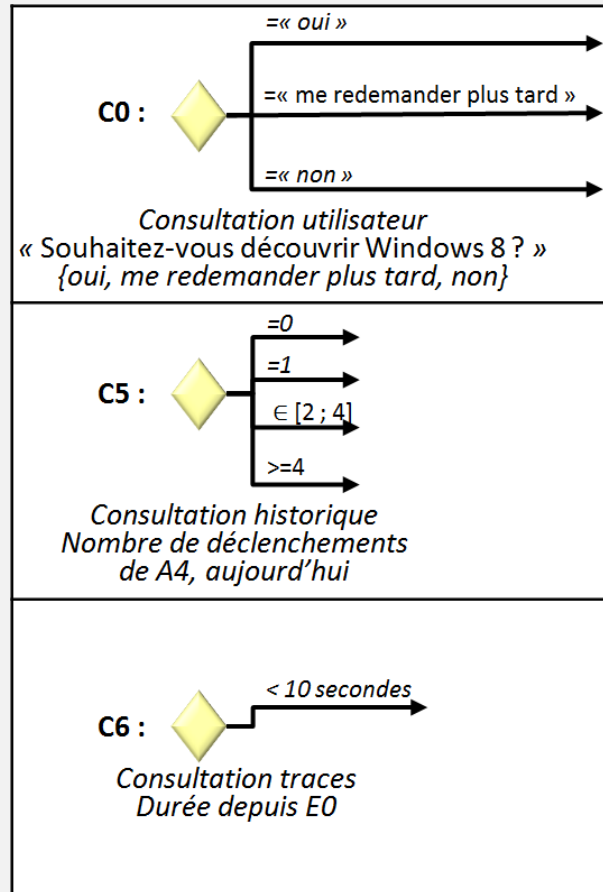 =« oui »
C0 :
=« me redemander plus tard »
=« non »
Consultation utilisateur
« Souhaitez-vous découvrir Windows 8 ? »
{oui, me redemander plus tard, non}
=0
=1
C5 :
∈ [2 ; 4]
>=4
Consultation historique
Nombre de déclenchements
de A4, aujourd’hui
< 10 secondes
C6 :
Consultation traces
Durée depuis E0